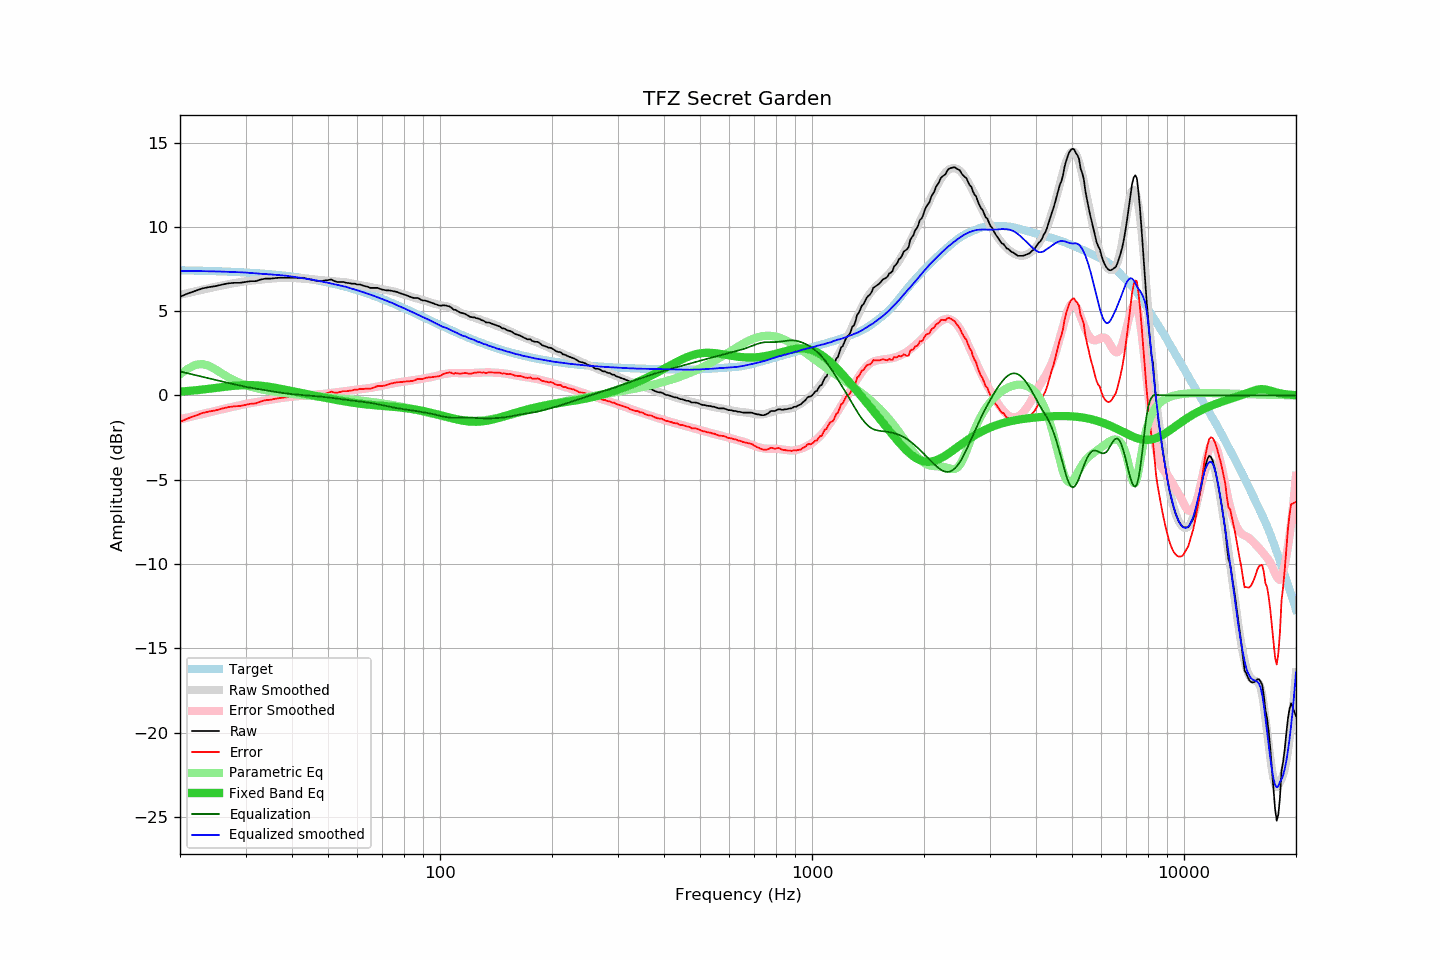 TFZ Secret Garden
15
10
5
0
−5
−10
−15
−20
−25
Amplitude (dBr)
Target
Raw Smoothed
Error Smoothed
Raw
Error
Parametric Eq
Fixed Band Eq
Equalization
Equalized smoothed
100
1000
10000
Frequency (Hz)